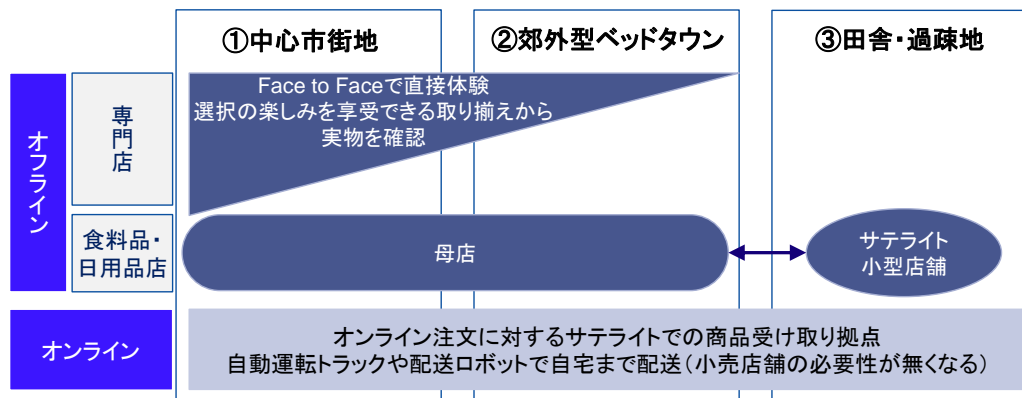 ①中心市街地
②郊外型ベッドタウン
③田舎・過疎地
オフライン
専門店
Face to Faceで直接体験
選択の楽しみを享受できる取り揃えから
実物を確認
食料品・
日用品店
母店
サテライト
小型店舗
オンライン
オンライン注文に対するサテライトでの商品受け取り拠点
自動運転トラックや配送ロボットで自宅まで配送(小売店舗の必要性が無くなる)